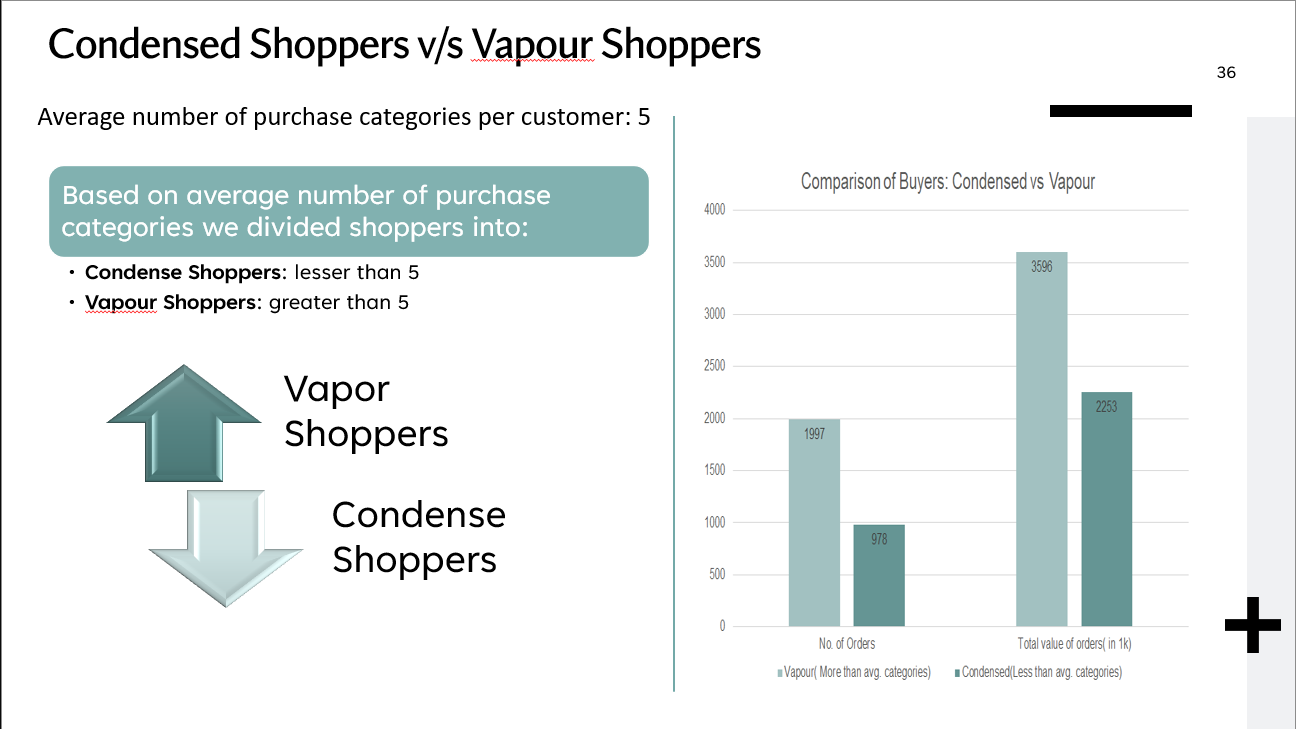 Condensed Shoppers v/s Vapour Shoppers
36
Average number of purchase categories per customer: 5
Based on average number of purchase
categories we divided shoppers into:
• Condense Shoppers: lesser than 5
• Vapour Shoppers: greater than 5
Vapor
Shoppers
Condense
Shoppers
Comparison of Buyers: Condensed vs Vapour
4000
3500
3000
2500
2000
1500
1000
500
0
1997
978
3596
2253
No. of Orders
Total value of orders( in 1k)
Vapour( More than avg. categories)
Condensed(Less than avg. categories)